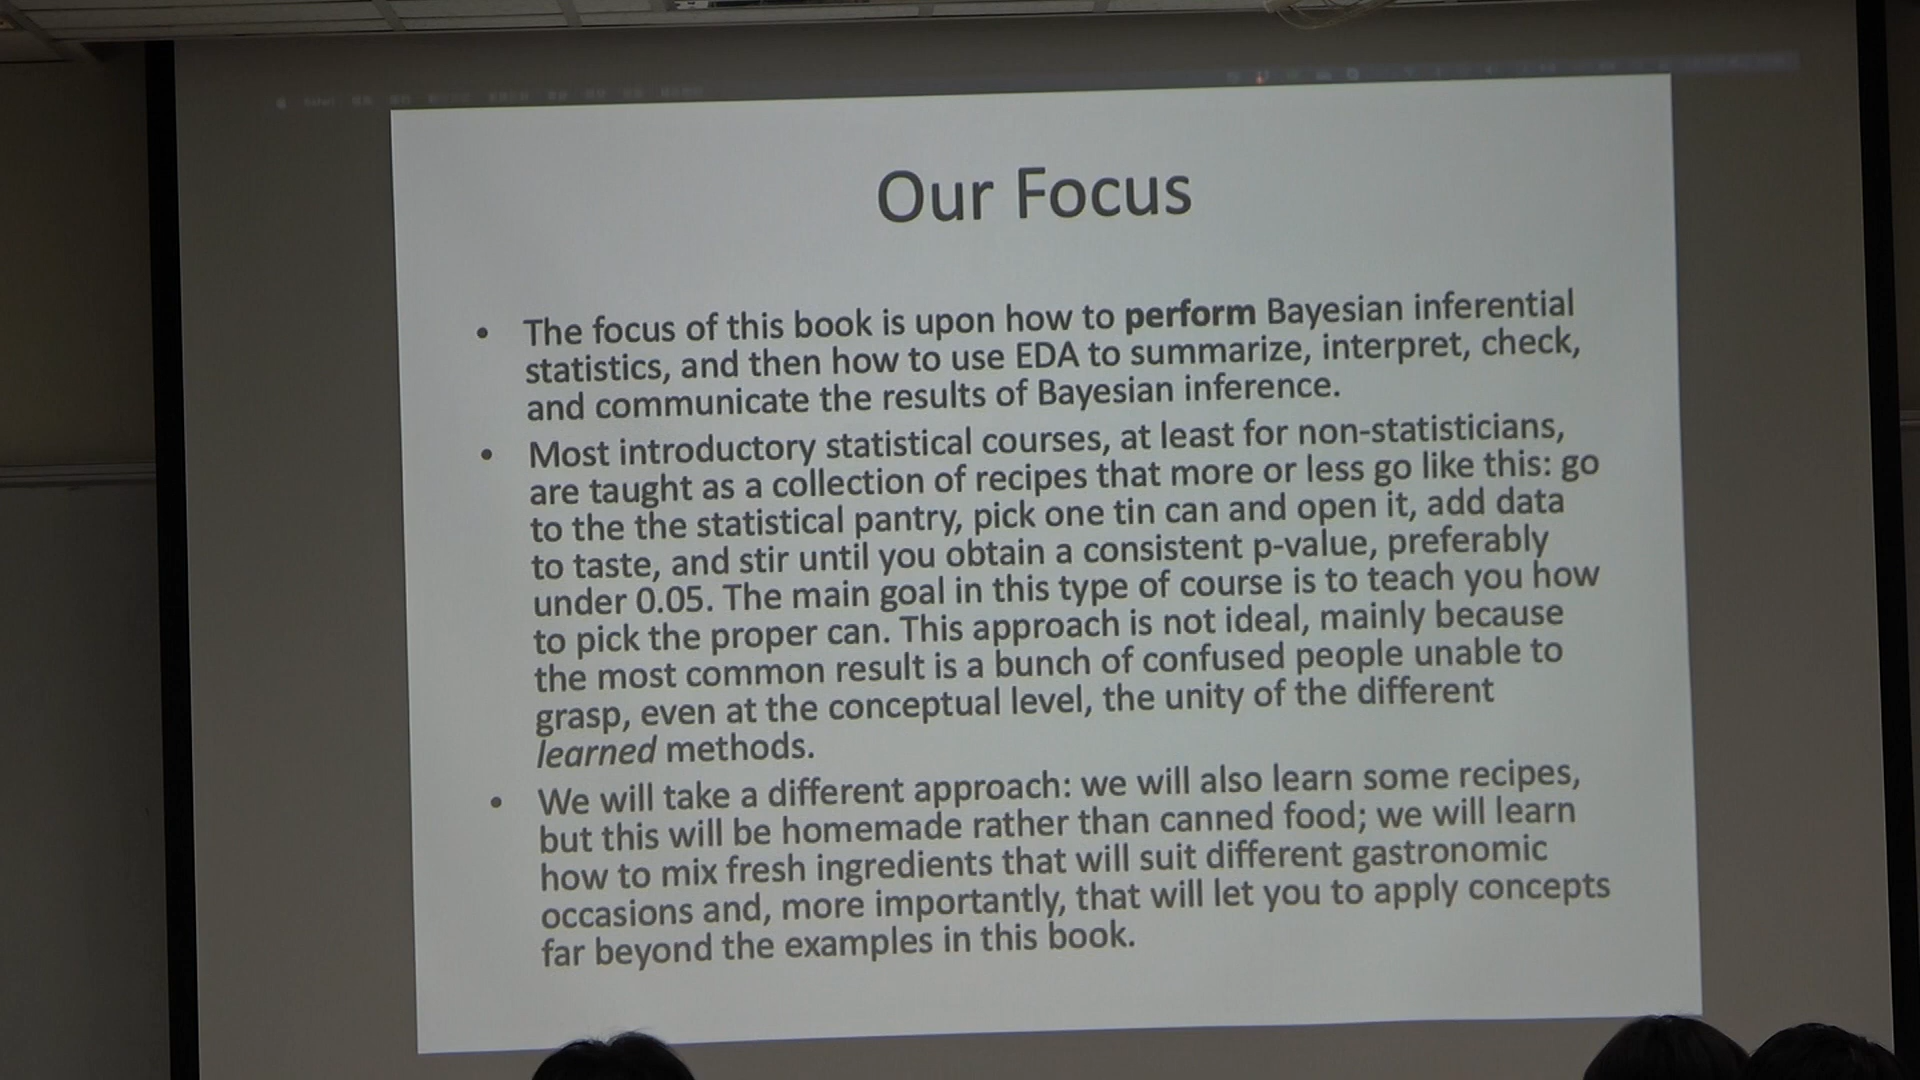 Our Focus
• The focus of this book is upon how to perform Bayesian inferential
statistics, and then how to use EDA to summarize, interpret, check,
and communicate the results of Bayesian inference.
• Most introductory statistical courses, at least for non-statisticians,
are taught as a collection of recipes that more or less go like this: go
to the the statistical pantry, pick one tin can and open it, add data
to taste, and stir until you obtain a consistent p-value, preferably
under 0.05. The main goal in this type of course is to teach you how
to pick the proper can. This approach is not ideal, mainly because
the most common result is a bunch of confused people unable to
grasp, even at the conceptual level, the unity of the different
learned methods.
• We will take a different approach: we will also learn some recipes,
but this will be homemade rather than canned food; we will learn
how to mix fresh ingredients that will suit different gastronomic
occasions and, more importantly, that will let you to apply concepts
far beyond the examples in this book.